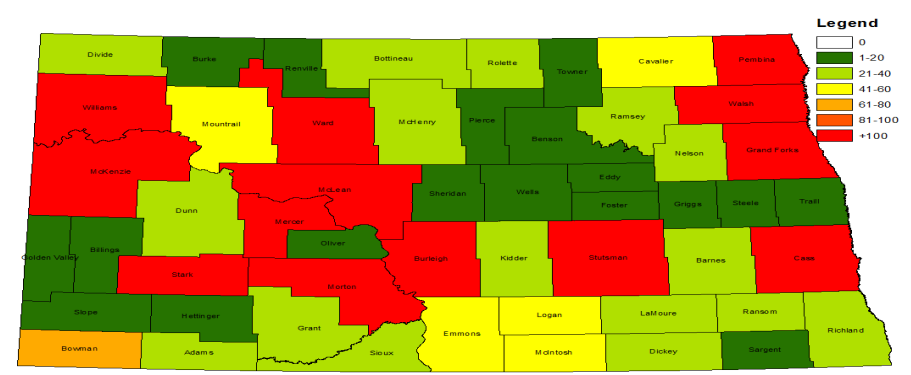 Legend
0
1-20
21-40
41-60
61-80
81-100
+100
Divide
Burke
Renville
Bottineau
Rolette
Towner
Cavalier
Pembina
Williams
Mountrail
Ward
McHenry
Pierce
Benson
Ramsey
Walsh
McKenzie
Nelson
Grand Forks
McLean
Sheridan
Wells
Eddy
Foster
Griggs
Steele
Traill
Dunn
Mercer
Oliver
Golden Valley
Billings
Stark
Morton
Burleigh
Kidder
Stutsman
Barnes
Cass
Slope
Hettinger
Grant
Emmons
Logan
LaMoure
Ransom
Richland
Bowman
Adams
Sioux
McIntosh
Dickey
Sargent